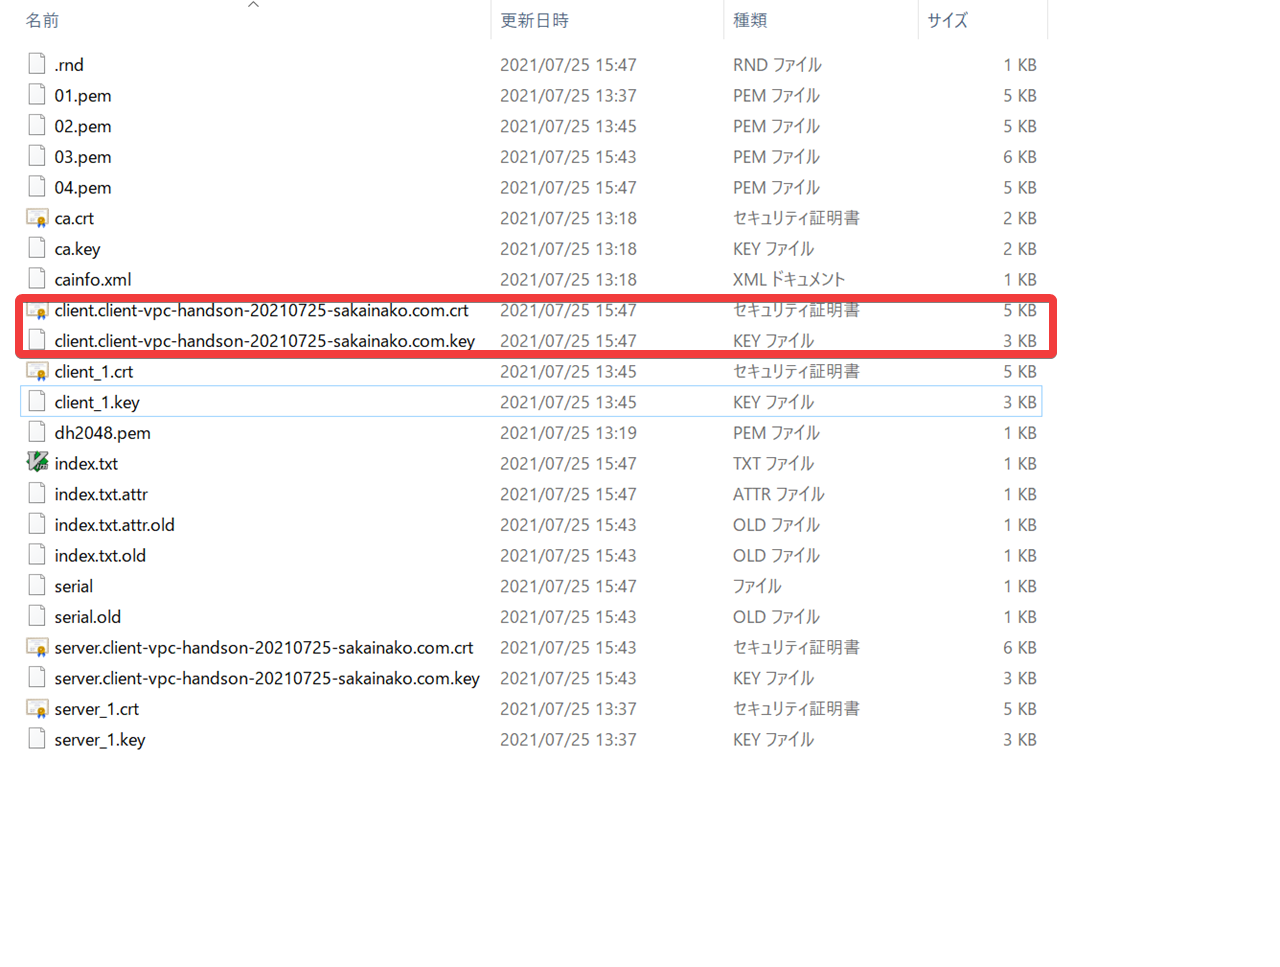 名前 更新日時 種類 サイズ
.rnd 2021/07/25 15:47 RND ファイル 1 KB
01.pem 2021/07/25 13:37 PEM ファイル 5 KB
02.pem 2021/07/25 13:45 PEM ファイル 5 KB
03.pem 2021/07/25 15:43 PEM ファイル 6 KB
04.pem 2021/07/25 15:47 PEM ファイル 5 KB
ca.crt 2021/07/25 13:18 セキュリティ証明書 2 KB
ca.key 2021/07/25 13:18 KEY ファイル 2 KB
cainfo.xml 2021/07/25 13:18 XML ドキュメント 1 KB
client.client-vpc-handson-20210725-sakainako.com.crt 2021/07/25 15:47 セキュリティ証明書 5 KB
client.client-vpc-handson-20210725-sakainako.com.key 2021/07/25 15:47 KEY ファイル 3 KB
client_1.crt 2021/07/25 13:45 セキュリティ証明書 5 KB
client_1.key 2021/07/25 13:45 KEY ファイル 3 KB
dh2048.pem 2021/07/25 13:19 PEM ファイル 1 KB
index.txt 2021/07/25 15:47 TXT ファイル 1 KB
index.txt.attr 2021/07/25 15:47 ATTR ファイル 1 KB
index.txt.attr.old 2021/07/25 15:43 OLD ファイル 1 KB
index.txt.old 2021/07/25 15:43 OLD ファイル 1 KB
serial 2021/07/25 15:47 ファイル 1 KB
serial.old 2021/07/25 15:43 OLD ファイル 1 KB
server.client-vpc-handson-20210725-sakainako.com.crt 2021/07/25 15:43 セキュリティ証明書 6 KB
server.client-vpc-handson-20210725-sakainako.com.key 2021/07/25 15:43 KEY ファイル 3 KB
server_1.crt 2021/07/25 13:37 セキュリティ証明書 5 KB
server_1.key 2021/07/25 13:37 KEY ファイル 3 KB